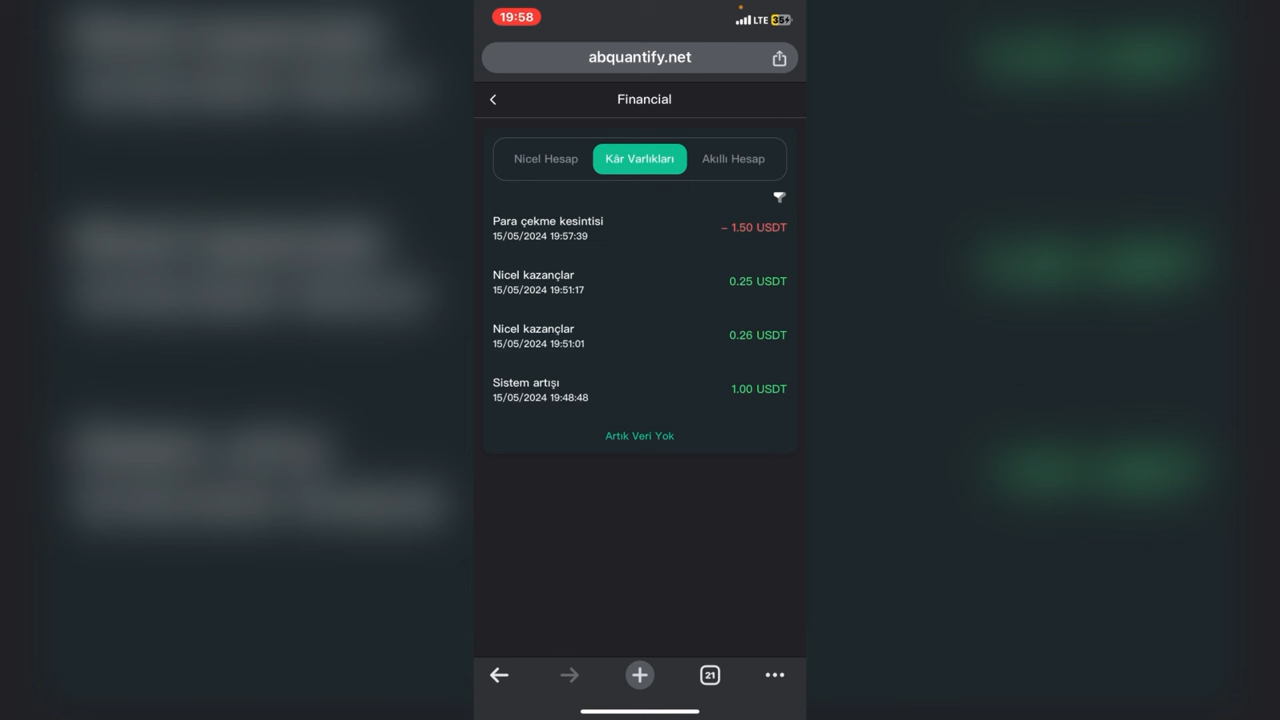 19:58
LTE 35
abquantify.net
Financial
Nicel Hesap Kâr Varlıkları Akıllı Hesap
Para çekme kesintisi
– 1.50 USDT
15/05/2024 19:57:39
Nicel kazançlar
0.25 USDT
15/05/2024 19:51:17
Nicel kazançlar
0.26 USDT
15/05/2024 19:51:01
Sistem artışı
1.00 USDT
15/05/2024 19:48:48
Artık Veri Yok
21